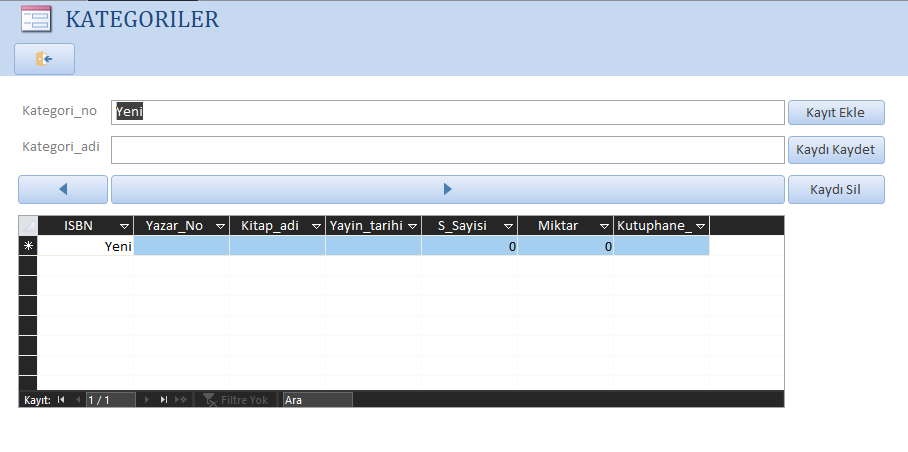 KATEGORILER
Kategori_no Yeni Kayıt Ekle
Kategori_adi Kaydı Kaydet
Kaydı Sil
ISBN Yazar_No Kitap_adi Yayin_tarihi S_Sayisi Miktar Kutuphane_
Yeni 0 0
Kayıt: 1 / 1 Filtre Yok Ara